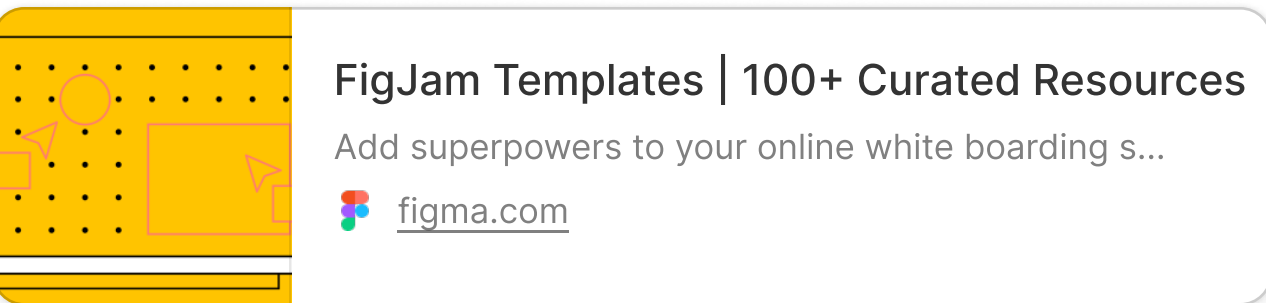 FigJam Templates | 100+ Curated Resources
Add superpowers to your online white boarding s...
figma.com